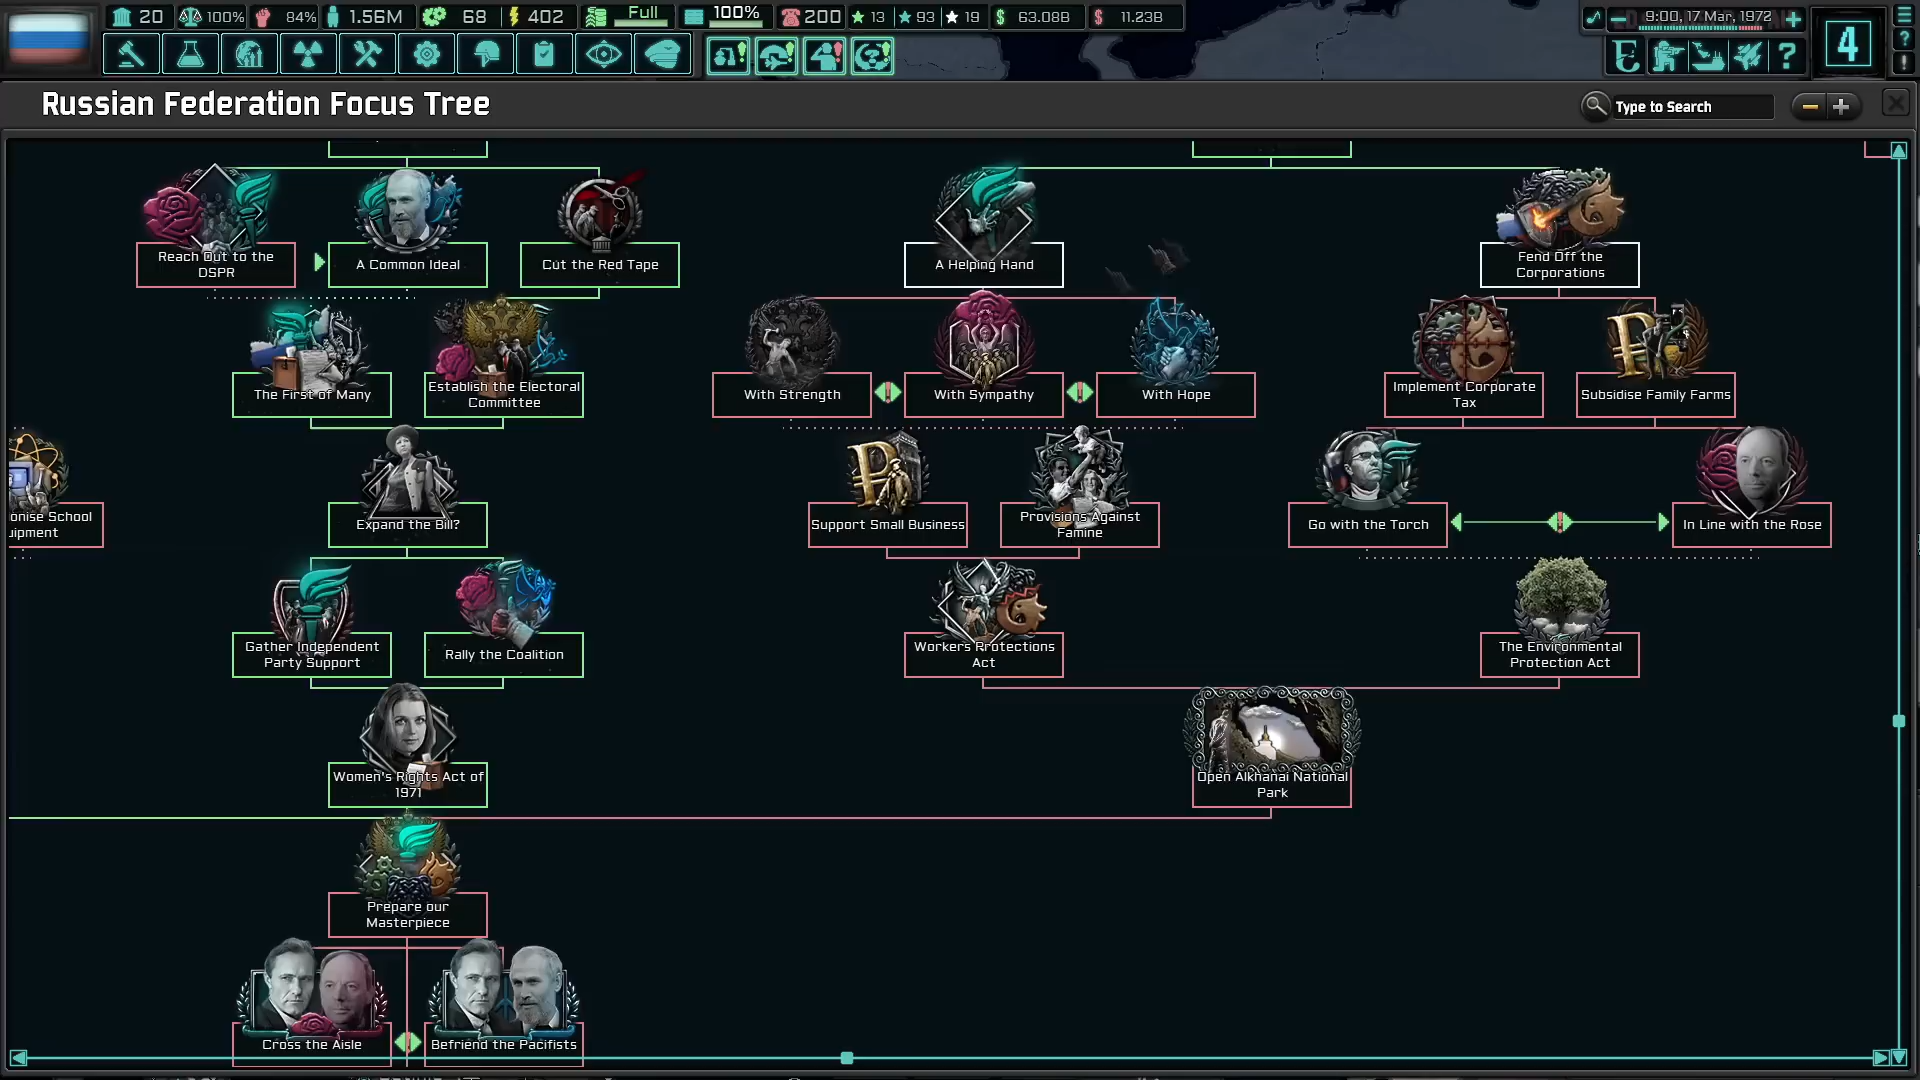 20
100%
84%
1.56M
68
402
Full
100%
200
13
93
19
$ 63.08B
$ 11.23B
9:00, 17 Mar, 1972
4
Russian Federation Focus Tree
Type to Search
Reach Out to the
DSPR
A Common Ideal
Cut the Red Tape
A Helping Hand
Fend Off the
Corporations
The First of Many
Establish the Electoral
Committee
With Strength
With Sympathy
With Hope
Implement Corporate
Tax
Subsidise Family Farms
onise School
uipment
Expand the Bill?
Support Small Business
Provisions Against
Famine
Go with the Torch
In Line with the Rose
Gather Independent
Party Support
Rally the Coalition
Workers Protections
Act
The Environmental
Protection Act
Women's Rights Act of
1971
Open Alkhanai National
Park
Prepare our
Masterpiece
Cross the Aisle
Befriend the Pacifists